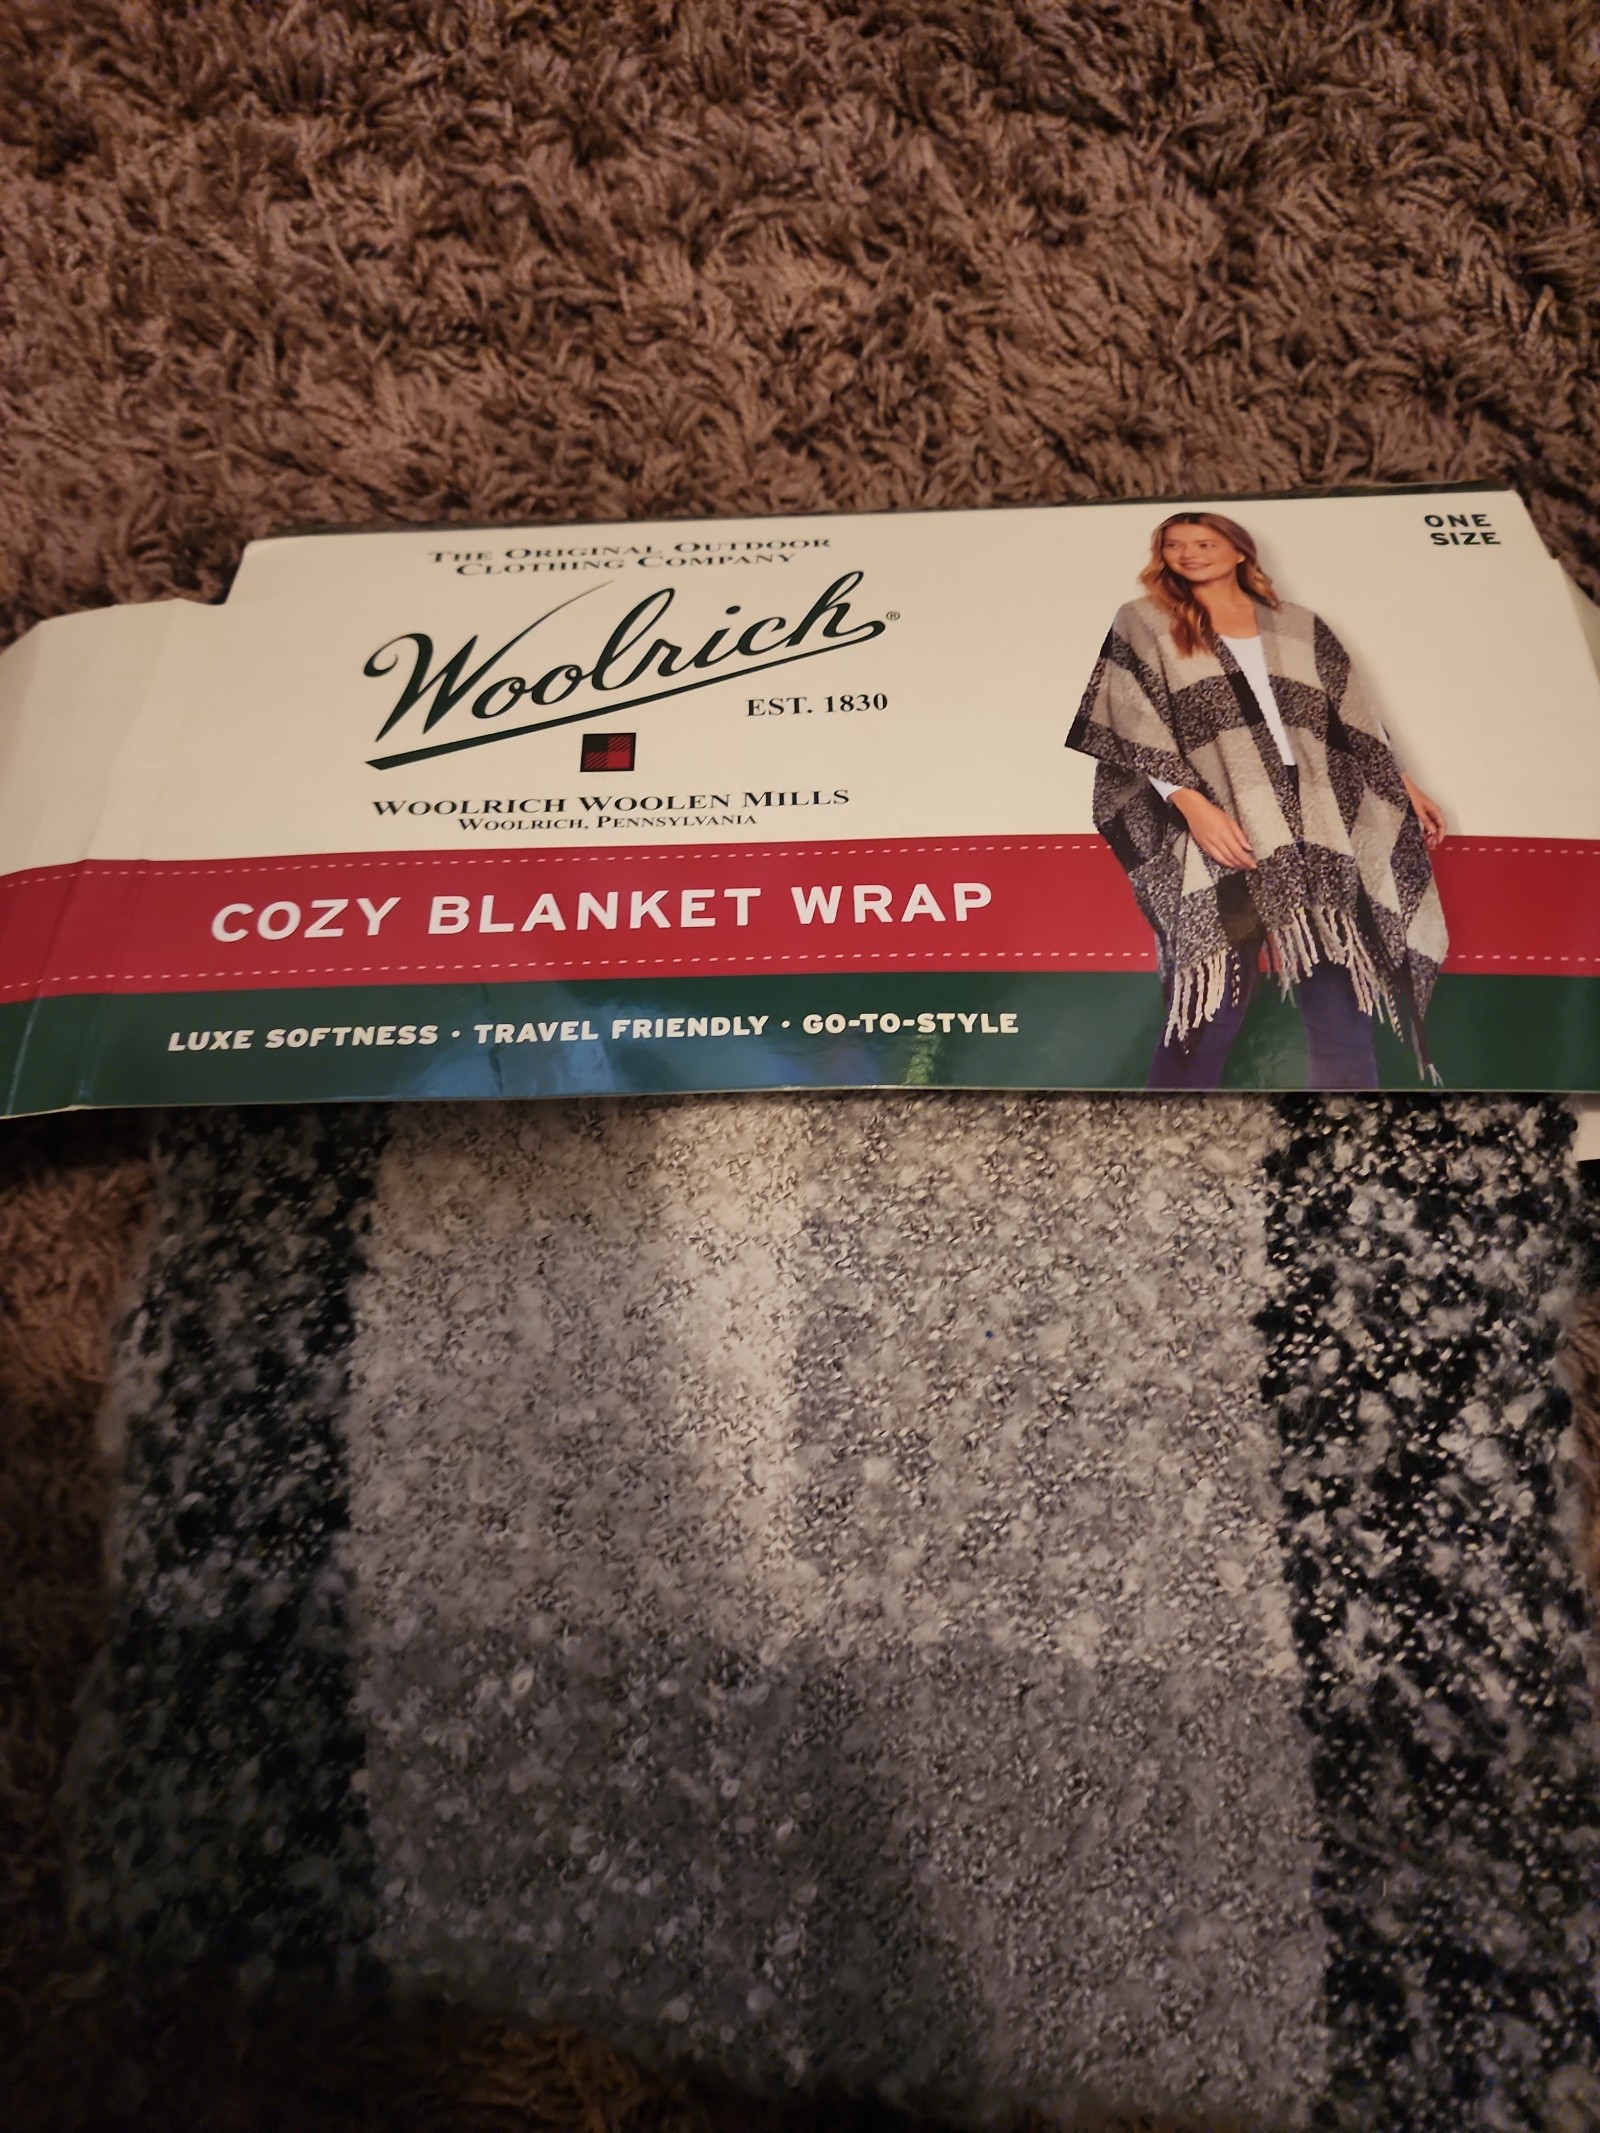 THE ORIGINAL OUTDOOR
CLOTHING COMPANY
Woolrich®
EST. 1830
WOOLRICH WOOLEN MILLS
WOOLRICH, PENNSYLVANIA
ONE
SIZE
COZY BLANKET WRAP
LUXE SOFTNESS • TRAVEL FRIENDLY • GO-TO-STYLE